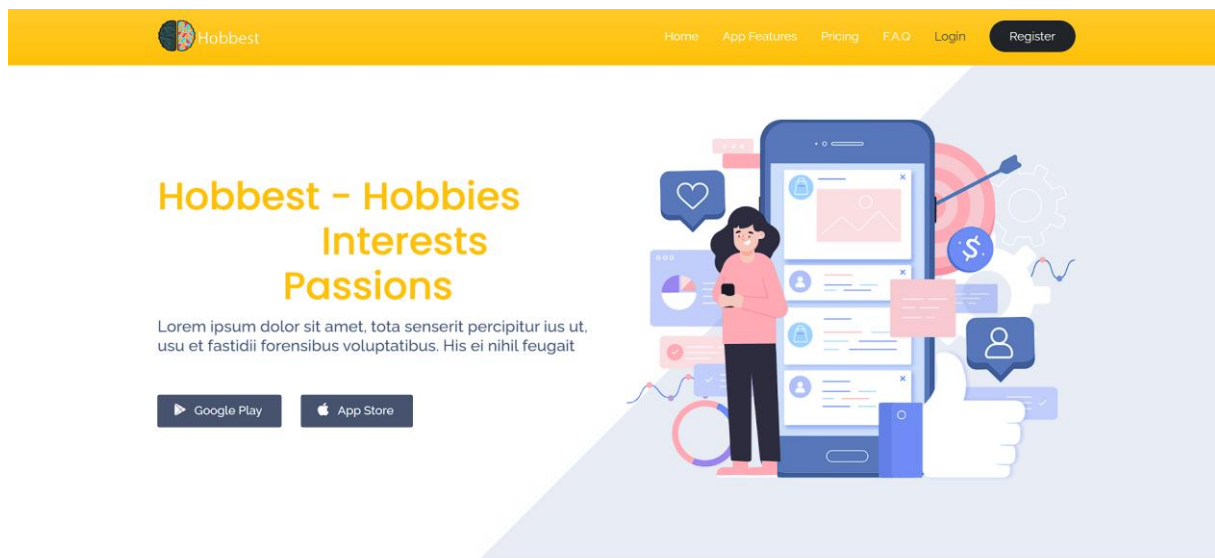 Hobbest
Home App Features Pricing F.A.Q Login Register
Hobbest - Hobbies
Interests
Passions
Lorem ipsum dolor sit amet, tota senserit percipitur ius ut,
usu et fastidii forensibus voluptatibus. His ei nihil feugait
Google Play App Store